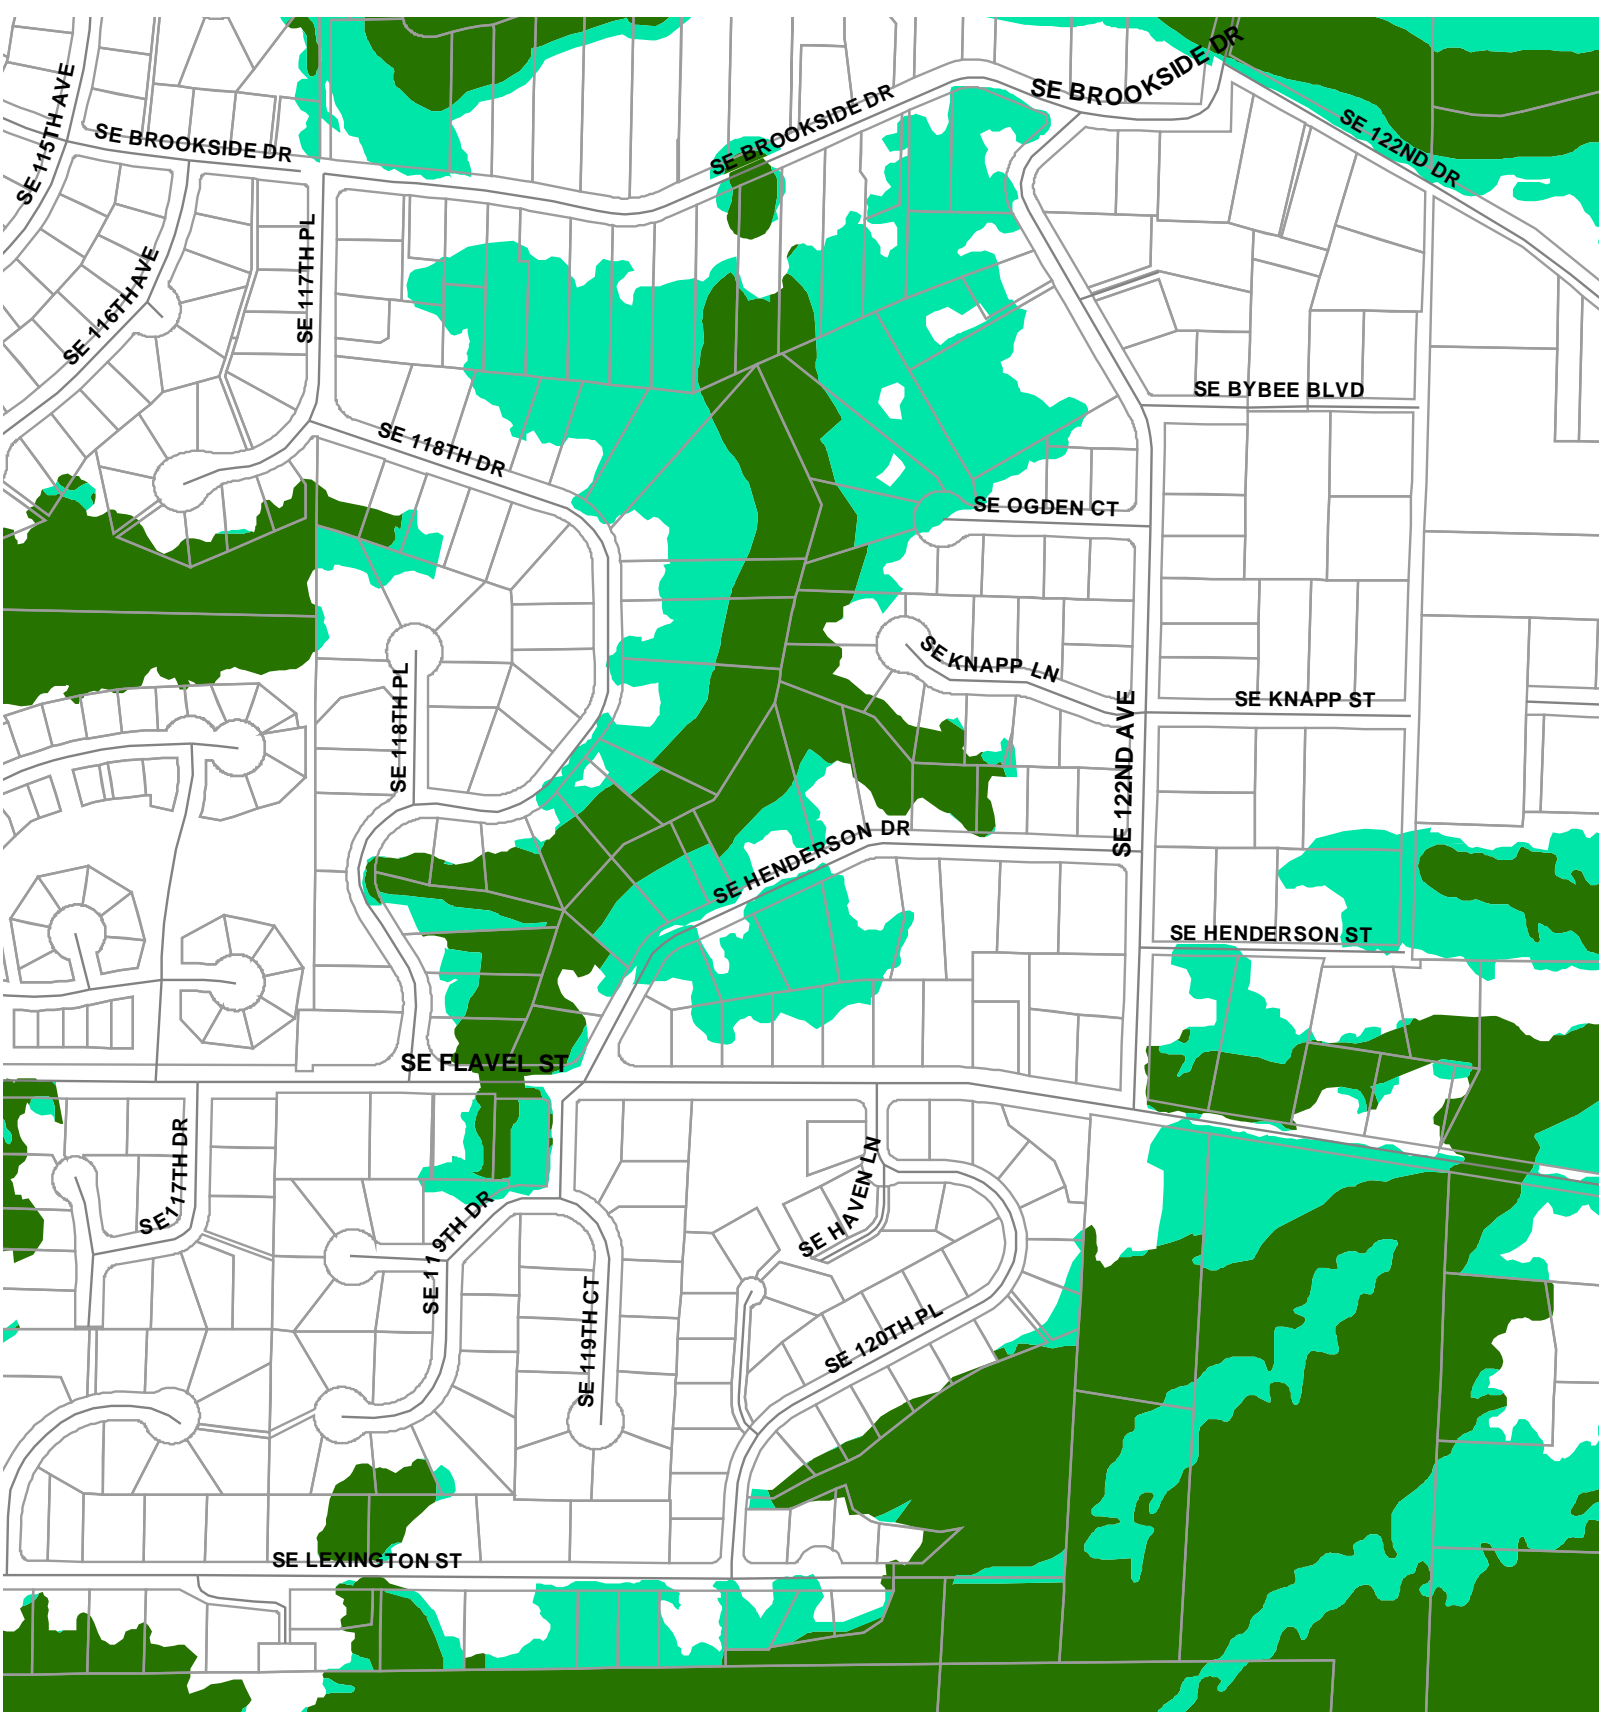 SE BROOKSIDE DR
SE 115TH AVE
SE BROOKSIDE DR
SE BROOKSIDE DR
SE 122ND DR
SE 117TH PL
SE 116TH AVE
SE BYBEE BLVD
SE 118TH DR
SE OGDEN CT
SE KNAPP LN
SE KNAPP ST
SE 118TH PL
SE 122ND AVE
SE HENDERSON DR
SE HENDERSON ST
SE FLAVEL ST
SE 117TH DR
SE HAVEN LN
SE 119TH DR
SE 119TH CT
SE 120TH PL
SE LEXINGTON ST